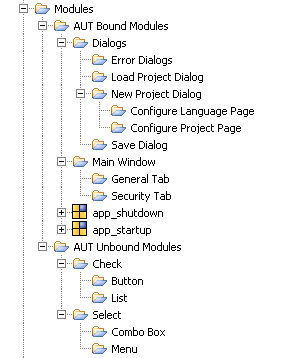 Modules
AUT Bound Modules
Dialogs
Error Dialogs
Load Project Dialog
New Project Dialog
Configure Language Page
Configure Project Page
Save Dialog
Main Window
General Tab
Security Tab
app_shutdown
app_startup
AUT Unbound Modules
Check
Button
List
Select
Combo Box
Menu